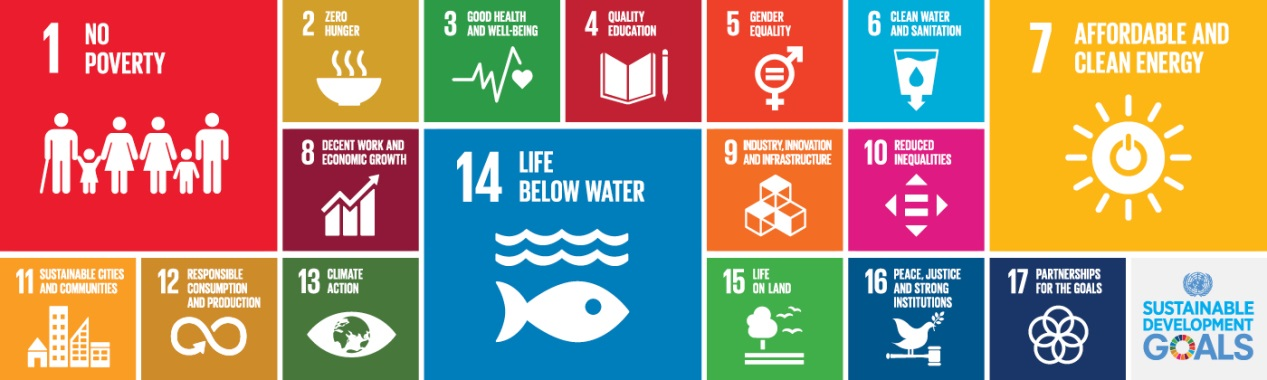 1 NO
POVERTY
2 ZERO
HUNGER
3 GOOD HEALTH
AND WELL-BEING
4 QUALITY
EDUCATION
5 GENDER
EQUALITY
6 CLEAN WATER
AND SANITATION
7 AFFORDABLE AND
CLEAN ENERGY
8 DECENT WORK AND
ECONOMIC GROWTH
14 LIFE
BELOW WATER
9 INDUSTRY, INNOVATION
AND INFRASTRUCTURE
10 REDUCED
INEQUALITIES
11 SUSTAINABLE CITIES
AND COMMUNITIES
12 RESPONSIBLE
CONSUMPTION
AND PRODUCTION
13 CLIMATE
ACTION
15 LIFE
ON LAND
16 PEACE, JUSTICE
AND STRONG
INSTITUTIONS
17 PARTNERSHIPS
FOR THE GOALS
SUSTAINABLE
DEVELOPMENT
GOALS